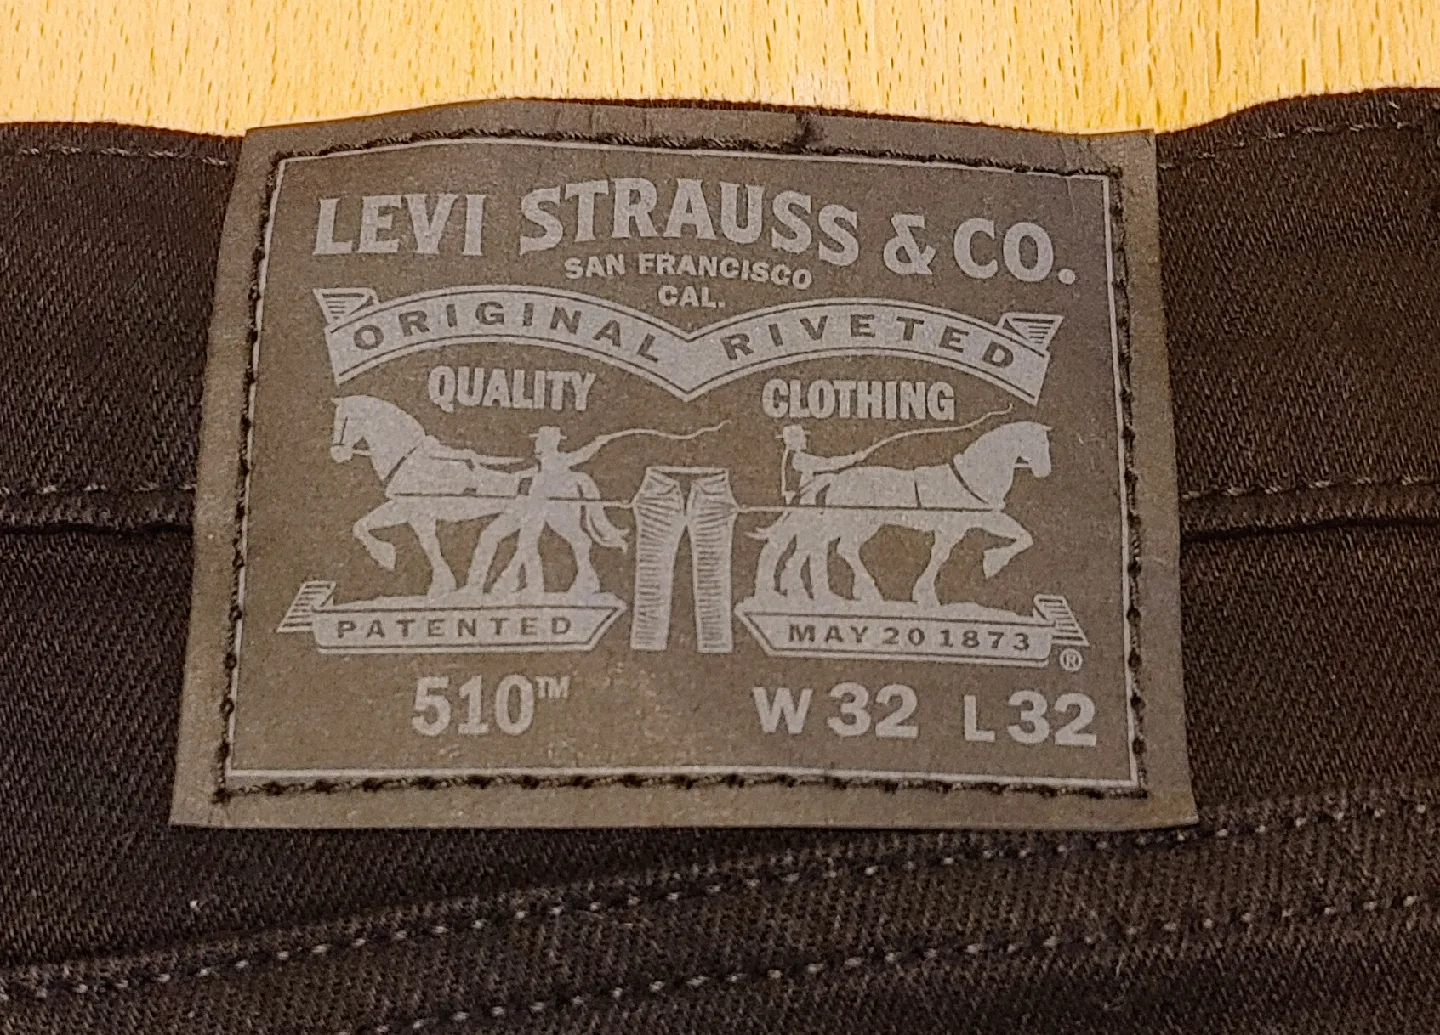 LEVI STRAUSS & CO.
SAN FRANCISCO
CAL.
ORIGINAL RIVETED
QUALITY CLOTHING
PATENTED MAY 20 1873 ®
510™ W 32 L 32